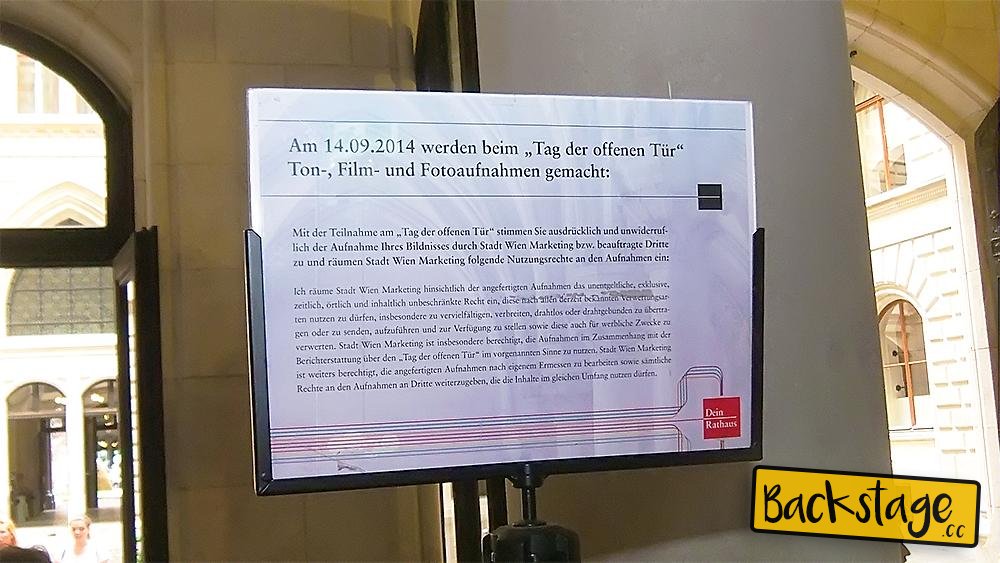 Am 14.09.2014 werden beim „Tag der offenen Tür“
Ton-, Film- und Fotoaufnahmen gemacht:
Mit der Teilnahme am „Tag der offenen Tür“ stimmen Sie ausdrücklich und unwiderruf-
lich der Aufnahme Ihres Bildnisses durch Stadt Wien Marketing bzw. beauftragte Dritte
zu und räumen Stadt Wien Marketing folgende Nutzungsrechte an den Aufnahmen ein:
Ich räume Stadt Wien Marketing hinsichtlich der angefertigten Aufnahmen das unentgeltliche, exklusive,
zeitlich, örtlich und inhaltlich unbeschränkte Recht ein, diese nach allen derzeit bekannten Verwertungsar-
ten nutzen zu dürfen, insbesondere zu vervielfältigen, verbreiten, drahtlos oder drahtgebunden zu übertra-
gen oder zu senden, aufzuführen und zur Verfügung zu stellen sowie diese auch für werbliche Zwecke zu
verwerten. Stadt Wien Marketing ist insbesondere berechtigt, die Aufnahmen im Zusammenhang mit der
Berichterstattung über den „Tag der offenen Tür“ im vorgenannten Sinne zu nutzen. Stadt Wien Marketing
ist weiters berechtigt, die angefertigten Aufnahmen nach eigenem Ermessen zu bearbeiten sowie sämtliche
Rechte an den Aufnahmen an Dritte weiterzugeben, die die Inhalte im gleichen Umfang nutzen dürfen.
Dein
Rathaus
Backstage
.cc